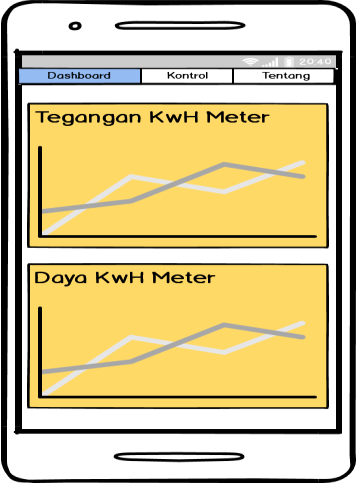 20:40
Dashboard Kontrol Tentang
Tegangan KwH Meter
Daya KwH Meter